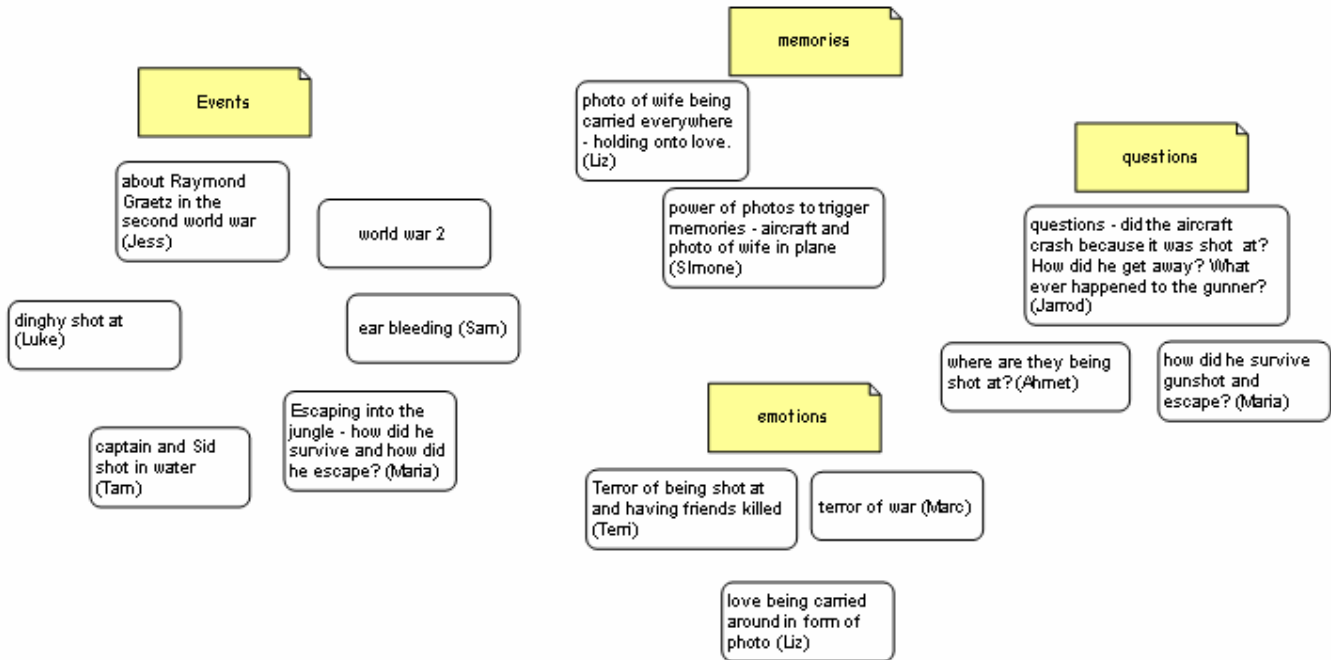 Events
about Raymond
Graetz in the
second world war
(Jess)
world war 2
dinghy shot at
(Luke)
ear bleeding (Sam)
captain and Sid
shot in water
(Tam)
Escaping into the
jungle - how did he
survive and how did
he escape? (Maria)
memories
photo of wife being
carried everywhere
- holding onto love.
(Liz)
power of photos to trigger
memories - aircraft and
photo of wife in plane
(SImone)
emotions
Terror of being shot at
and having friends killed
(Terri)
terror of war (Marc)
love being carried
around in form of
photo (Liz)
questions
questions - did the aircraft
crash because it was shot at?
How did he get away? What
ever happened to the gunner?
(Jarrod)
where are they being
shot at? (Ahmet)
how did he survive
gunshot and
escape? (Maria)